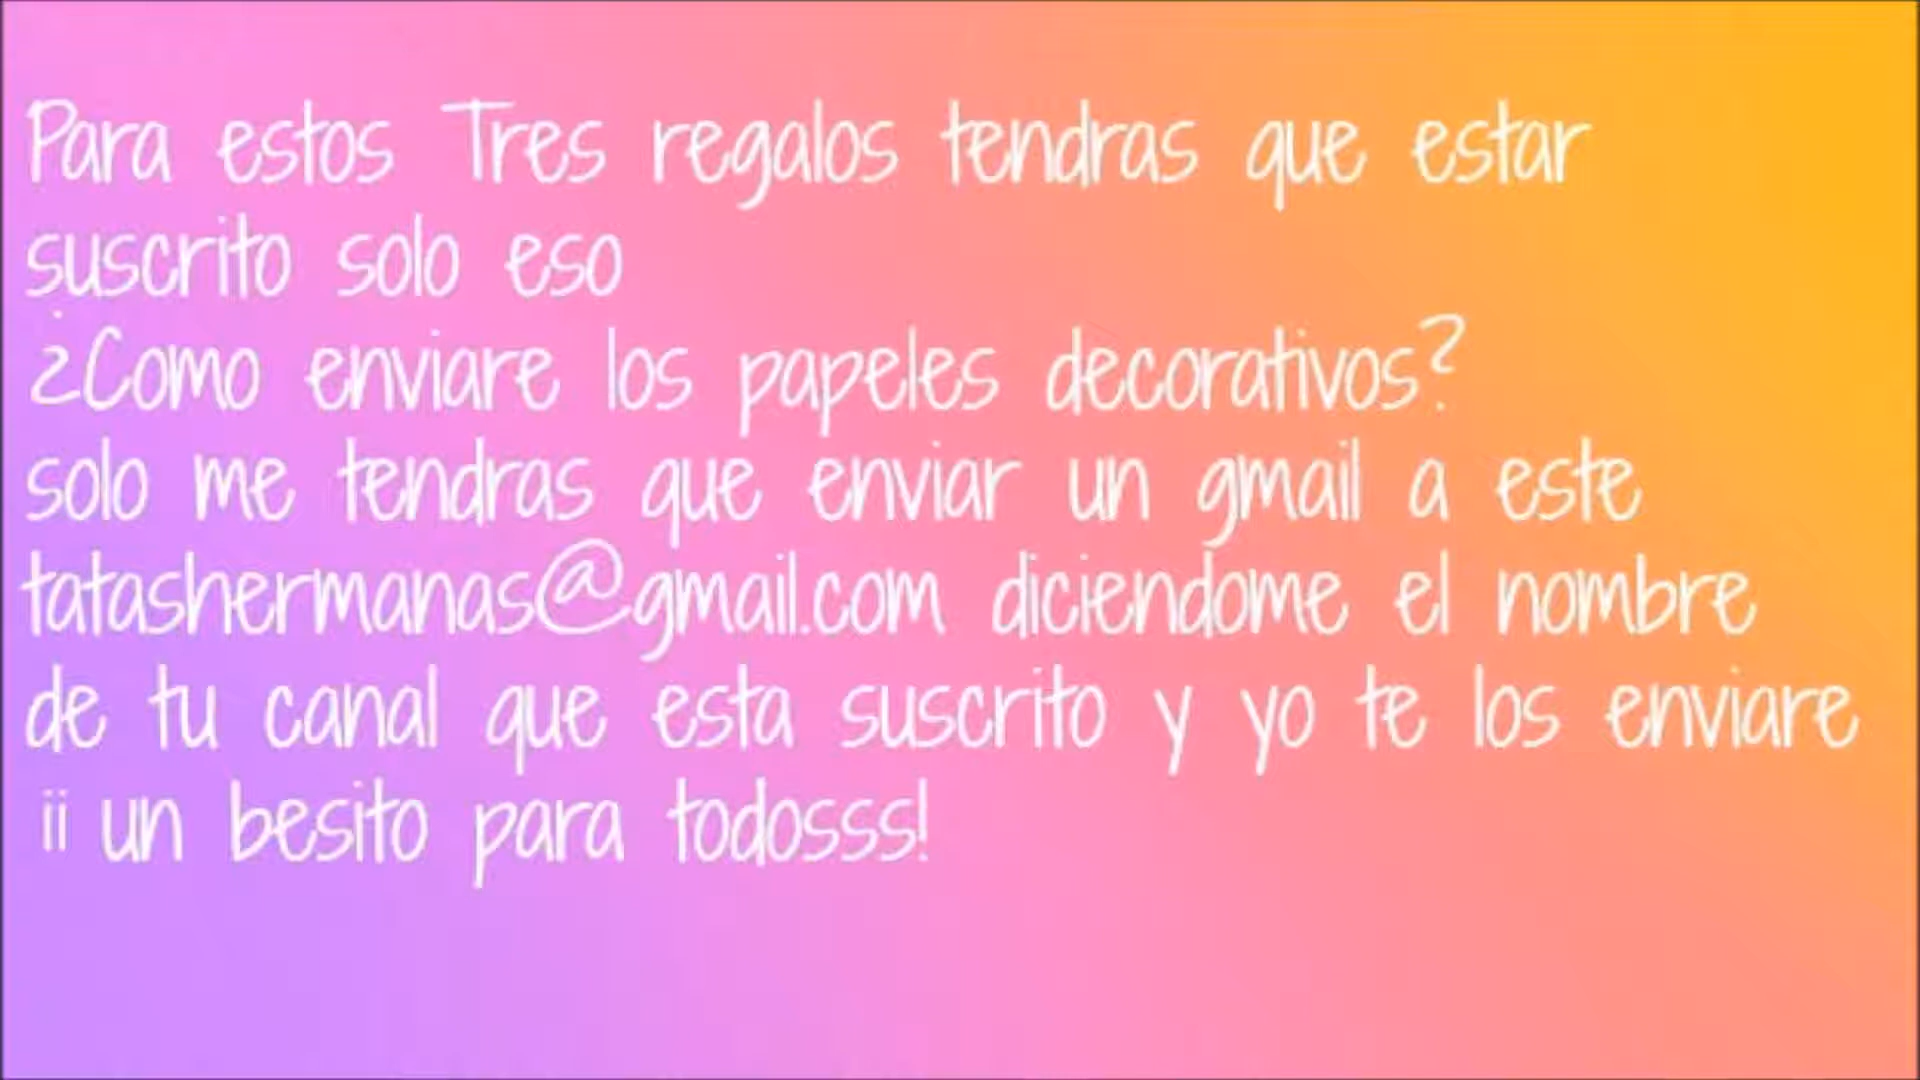 Para estos Tres regalos tendras que estar
suscrito solo eso
¿Como enviare los papeles decorativos?
solo me tendras que enviar un gmail a este
tatashermanas@gmail.com diciendome el nombre
de tu canal que esta suscrito y yo te los enviare
¡¡ un besito para todosss!